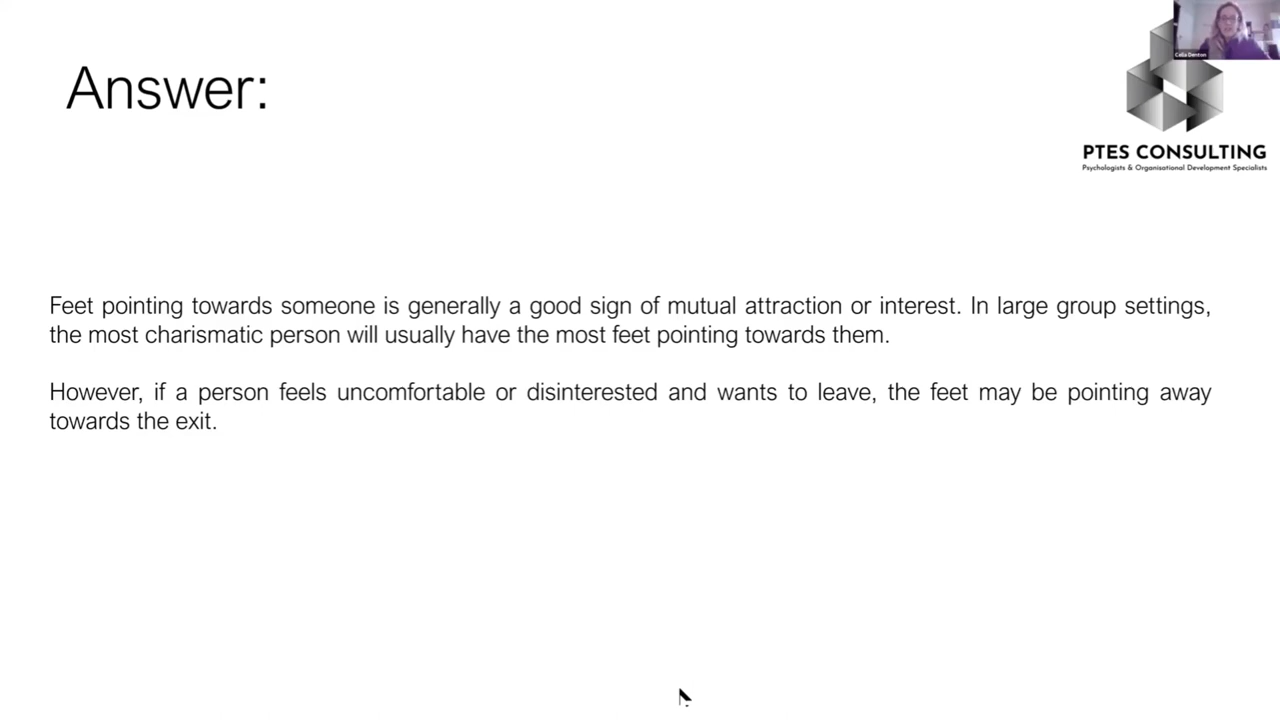 Answer:
Celia Denton
PTES CONSULTING
Psychologists & Organisational Development Specialists
Feet pointing towards someone is generally a good sign of mutual attraction or interest. In large group settings,
the most charismatic person will usually have the most feet pointing towards them.
However, if a person feels uncomfortable or disinterested and wants to leave, the feet may be pointing away
towards the exit.